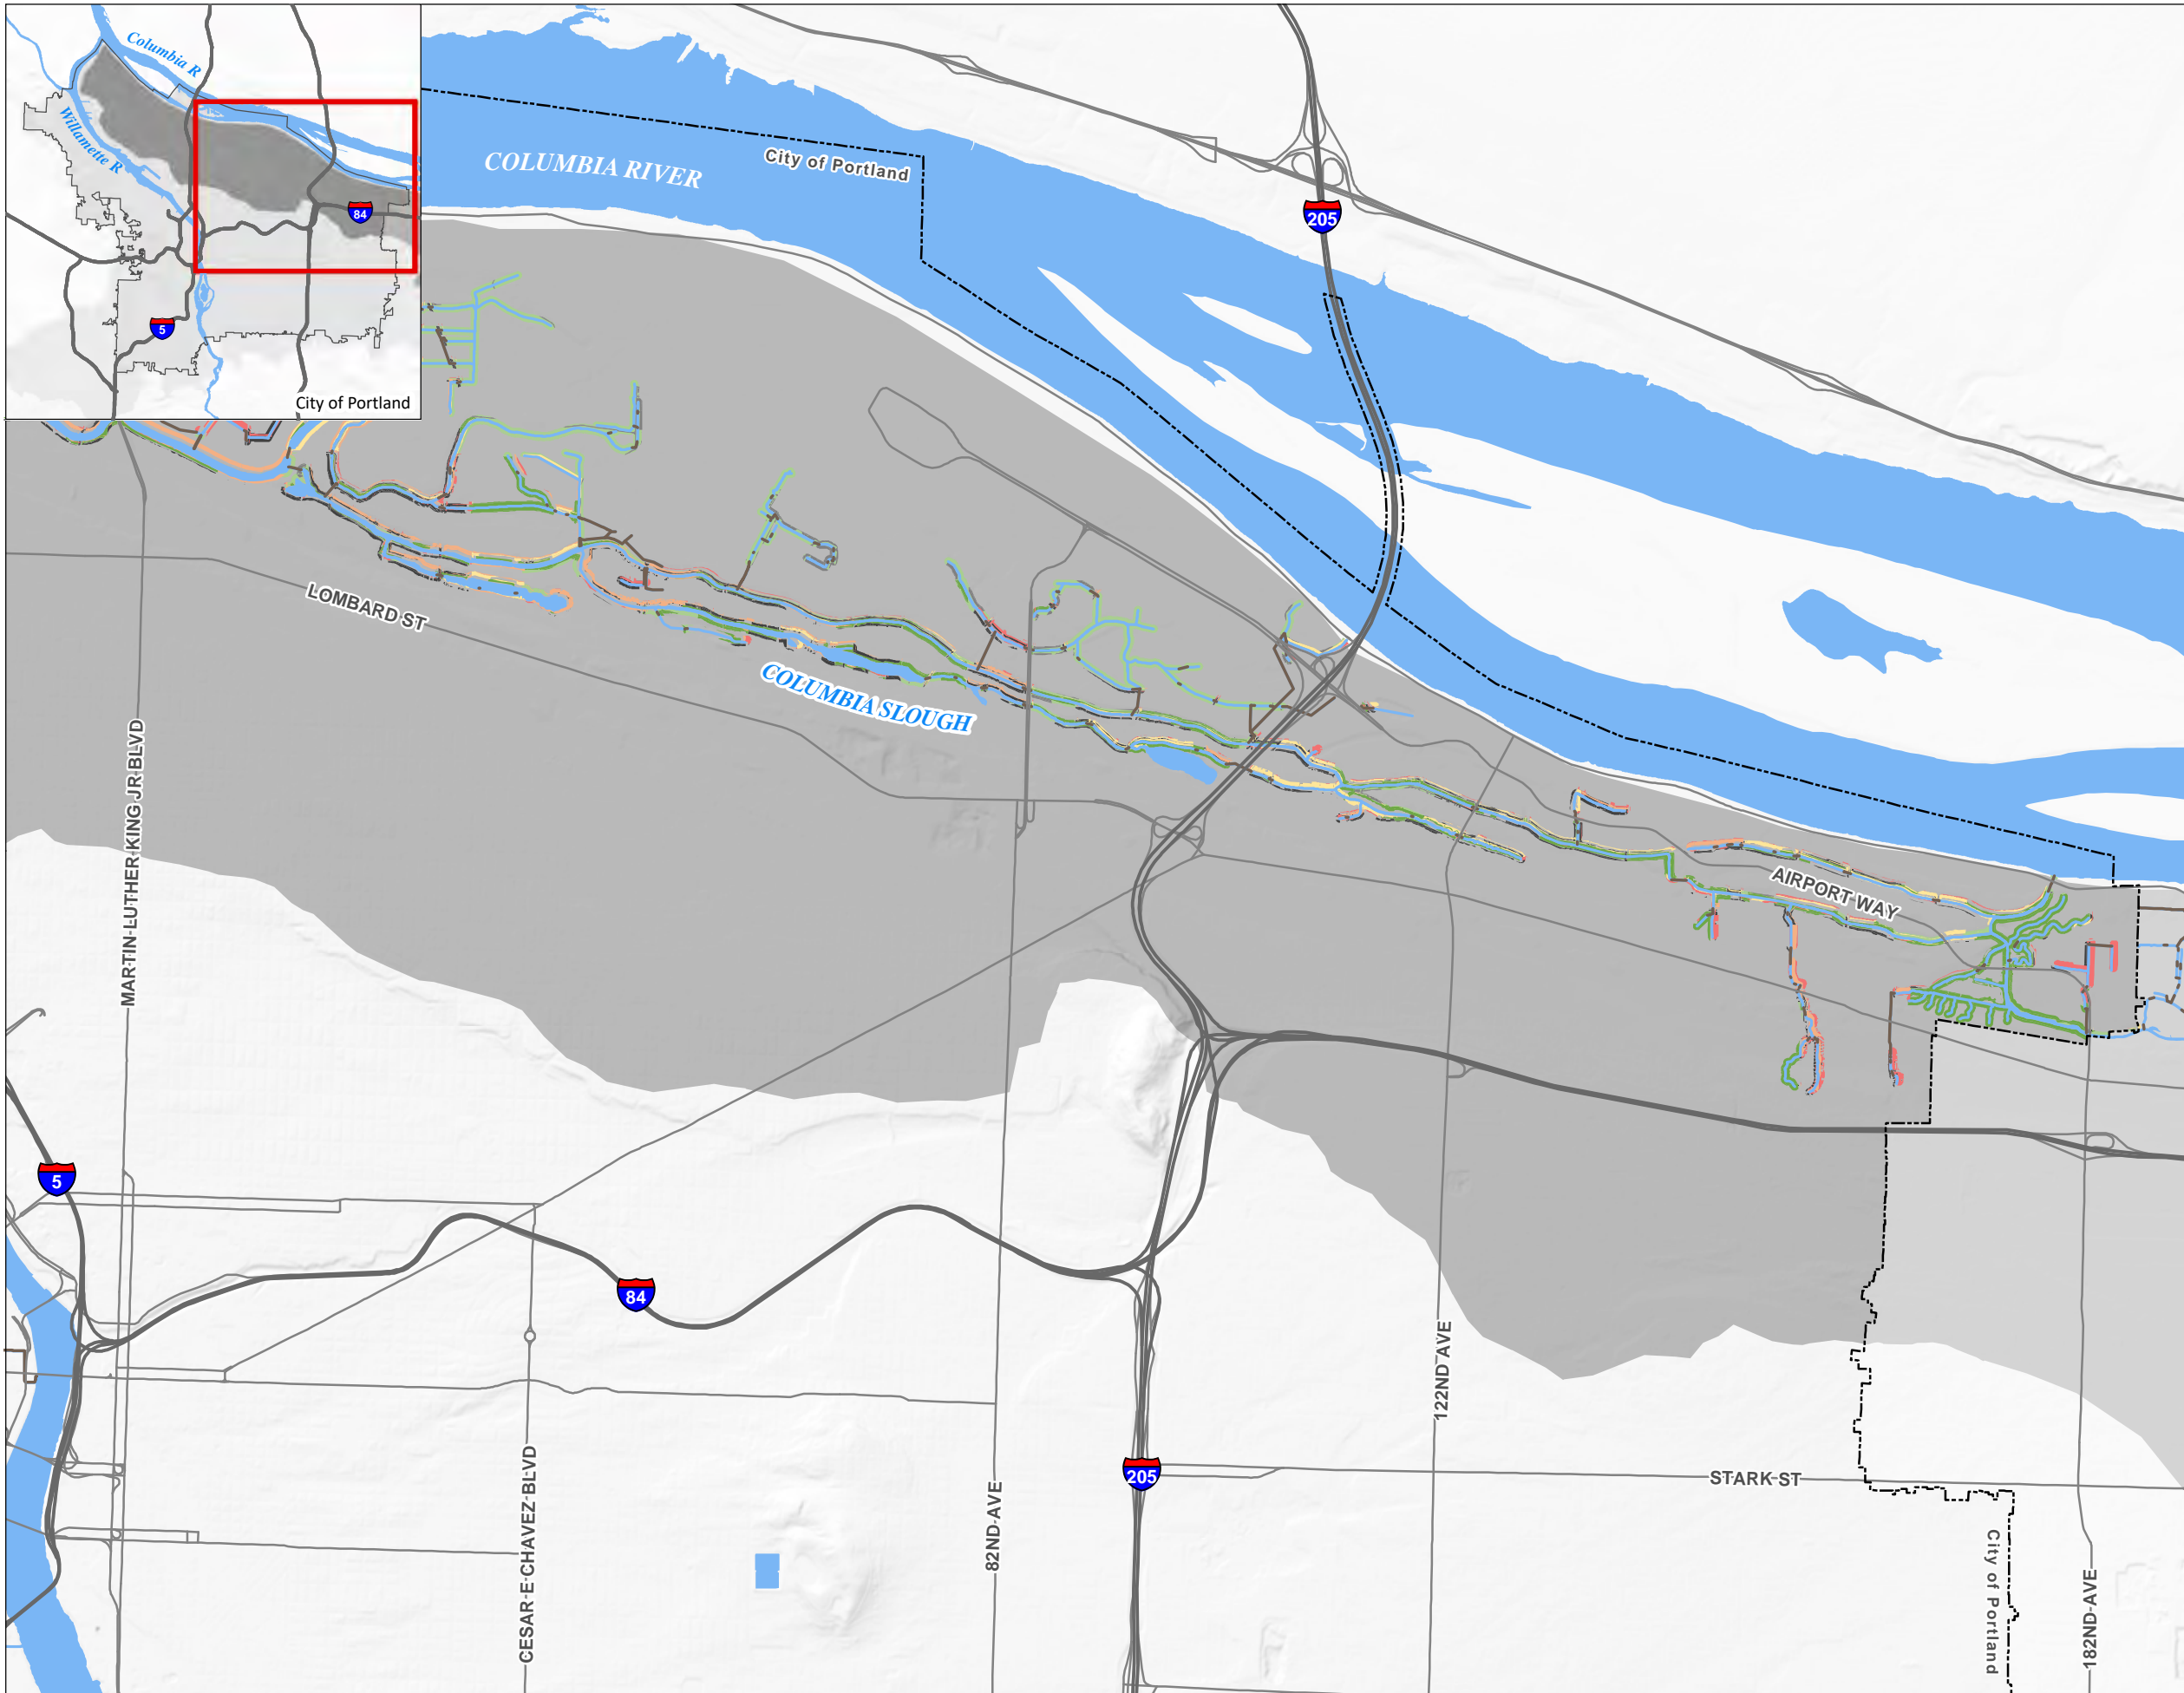 Columbia R
Willamette R
84
5
City of Portland
COLUMBIA RIVER
City of Portland
205
LOMBARD ST
COLUMBIA SLOUGH
MARTIN LUTHER KING JR BLVD
AIRPORT WAY
5
84
122ND AVE
205
STARK ST
CESAR E CHAVEZ BLVD
82ND AVE
City of Portland
182ND AVE